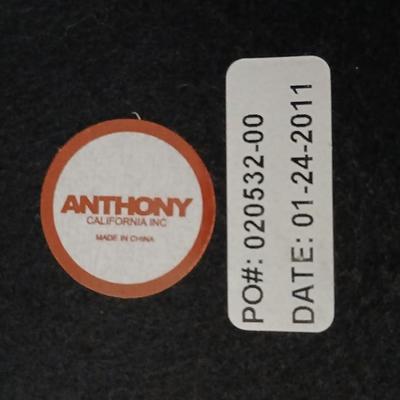 ANTHONY
CALIFORNIA INC
MADE IN CHINA
PO#: 020532-00
DATE: 01-24-2011